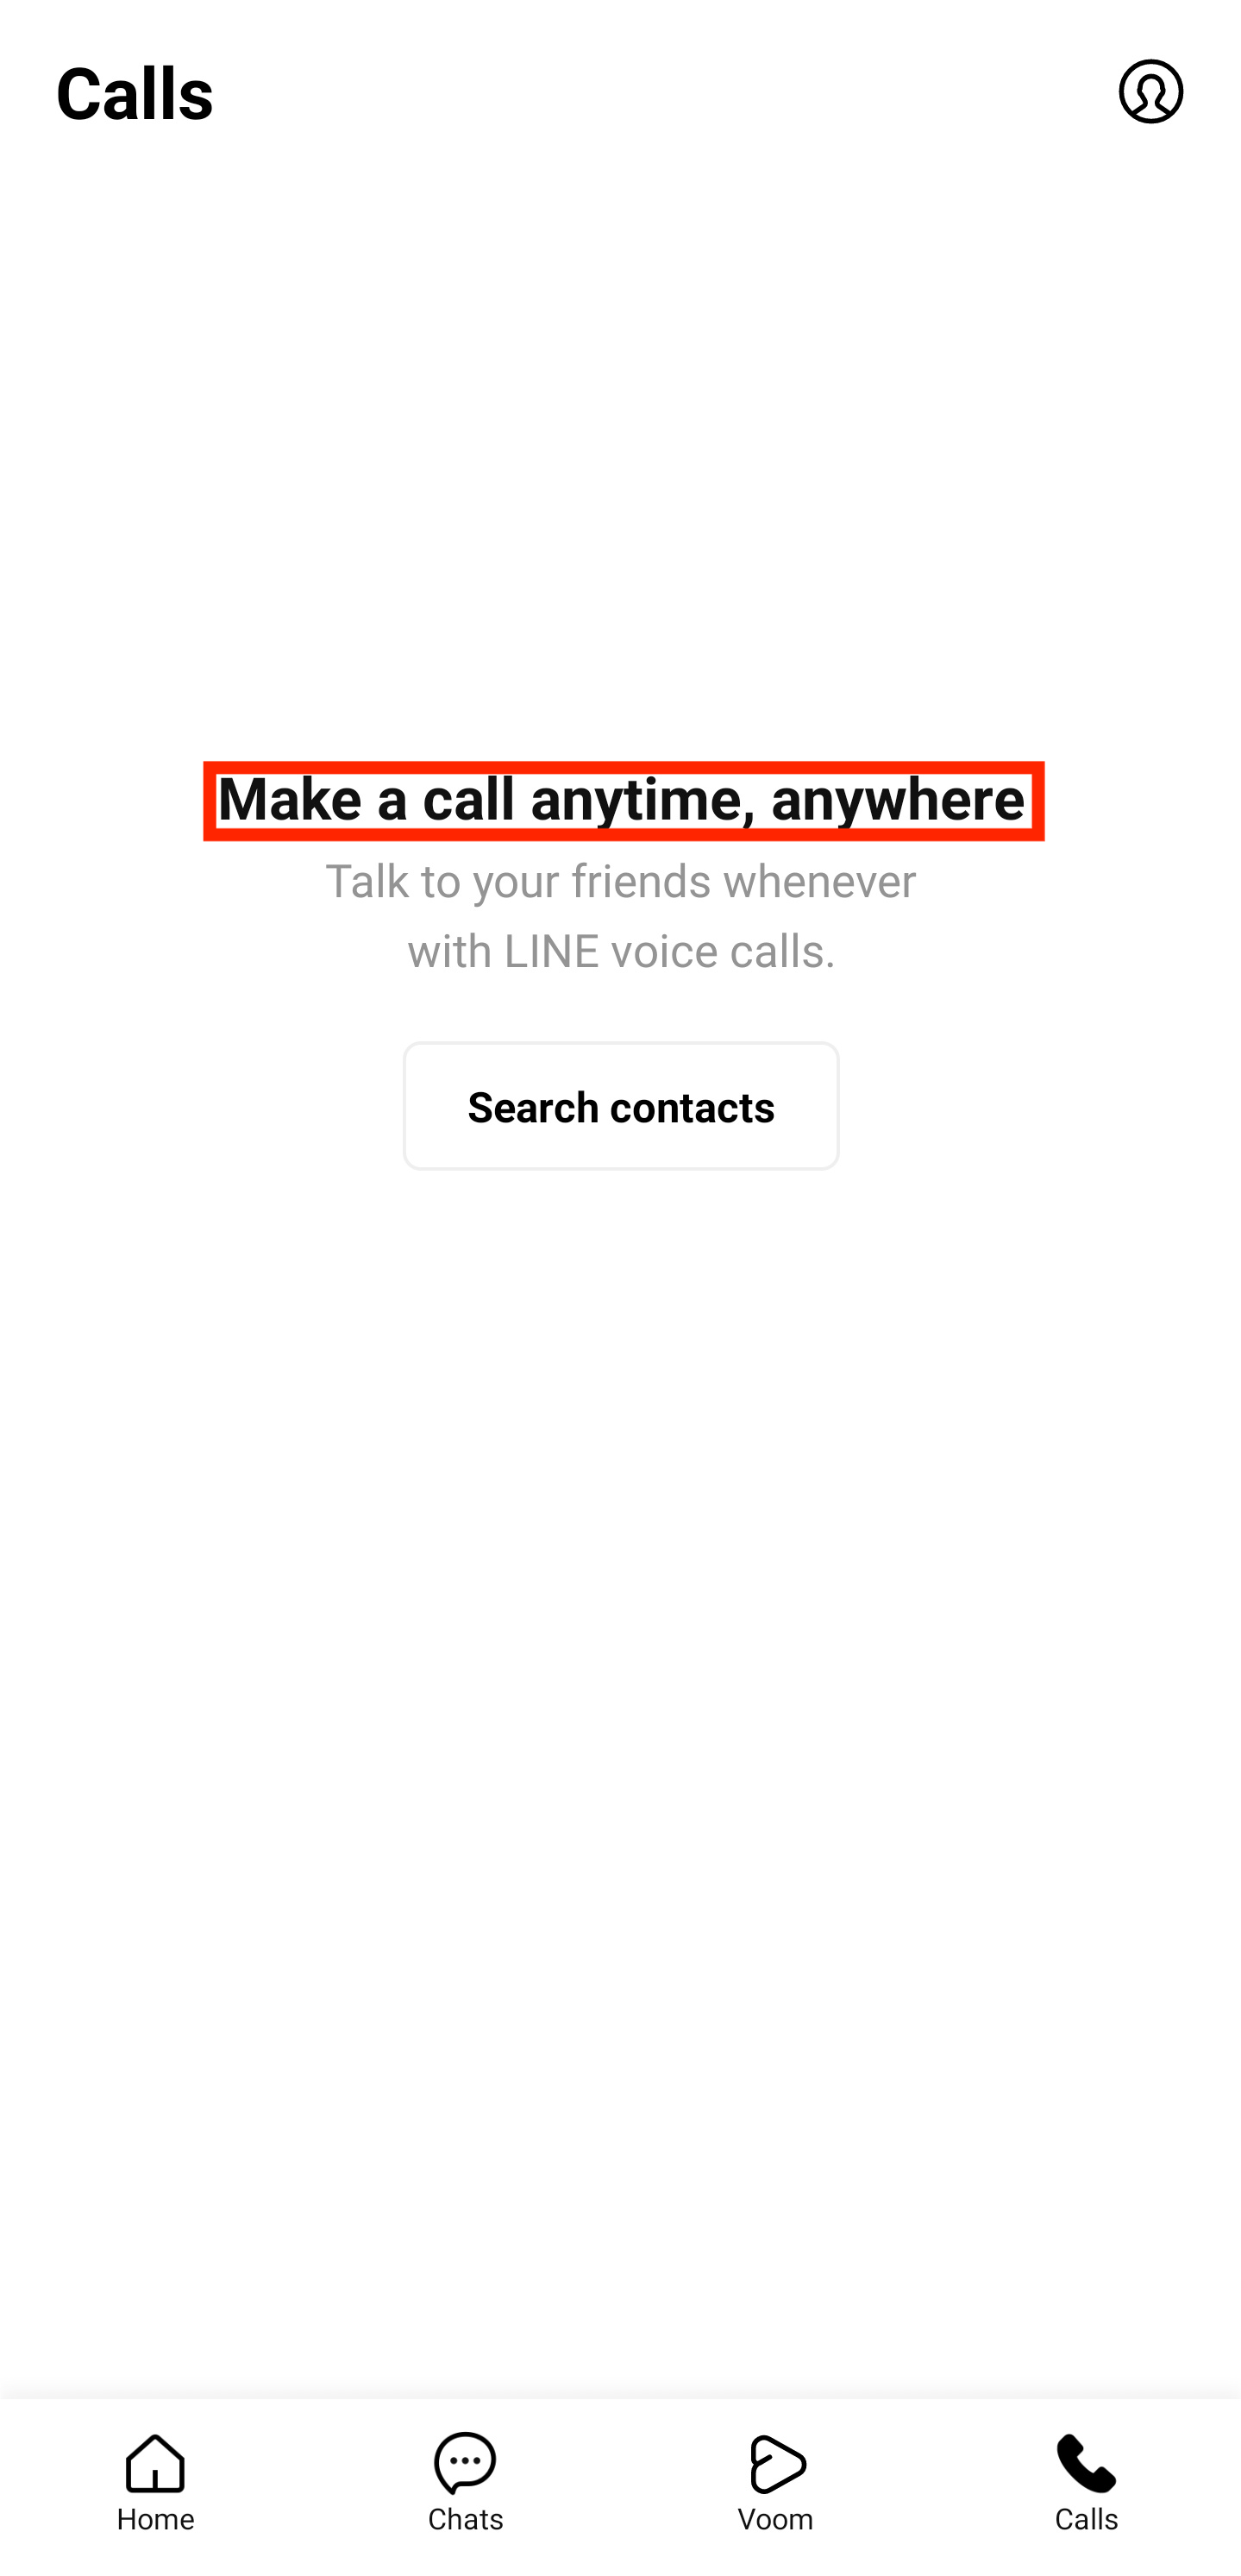 Calls
Make a call anytime, anywhere
Talk to your friends whenever
with LINE voice calls.
Search contacts
Home
Chats
Voom
Calls